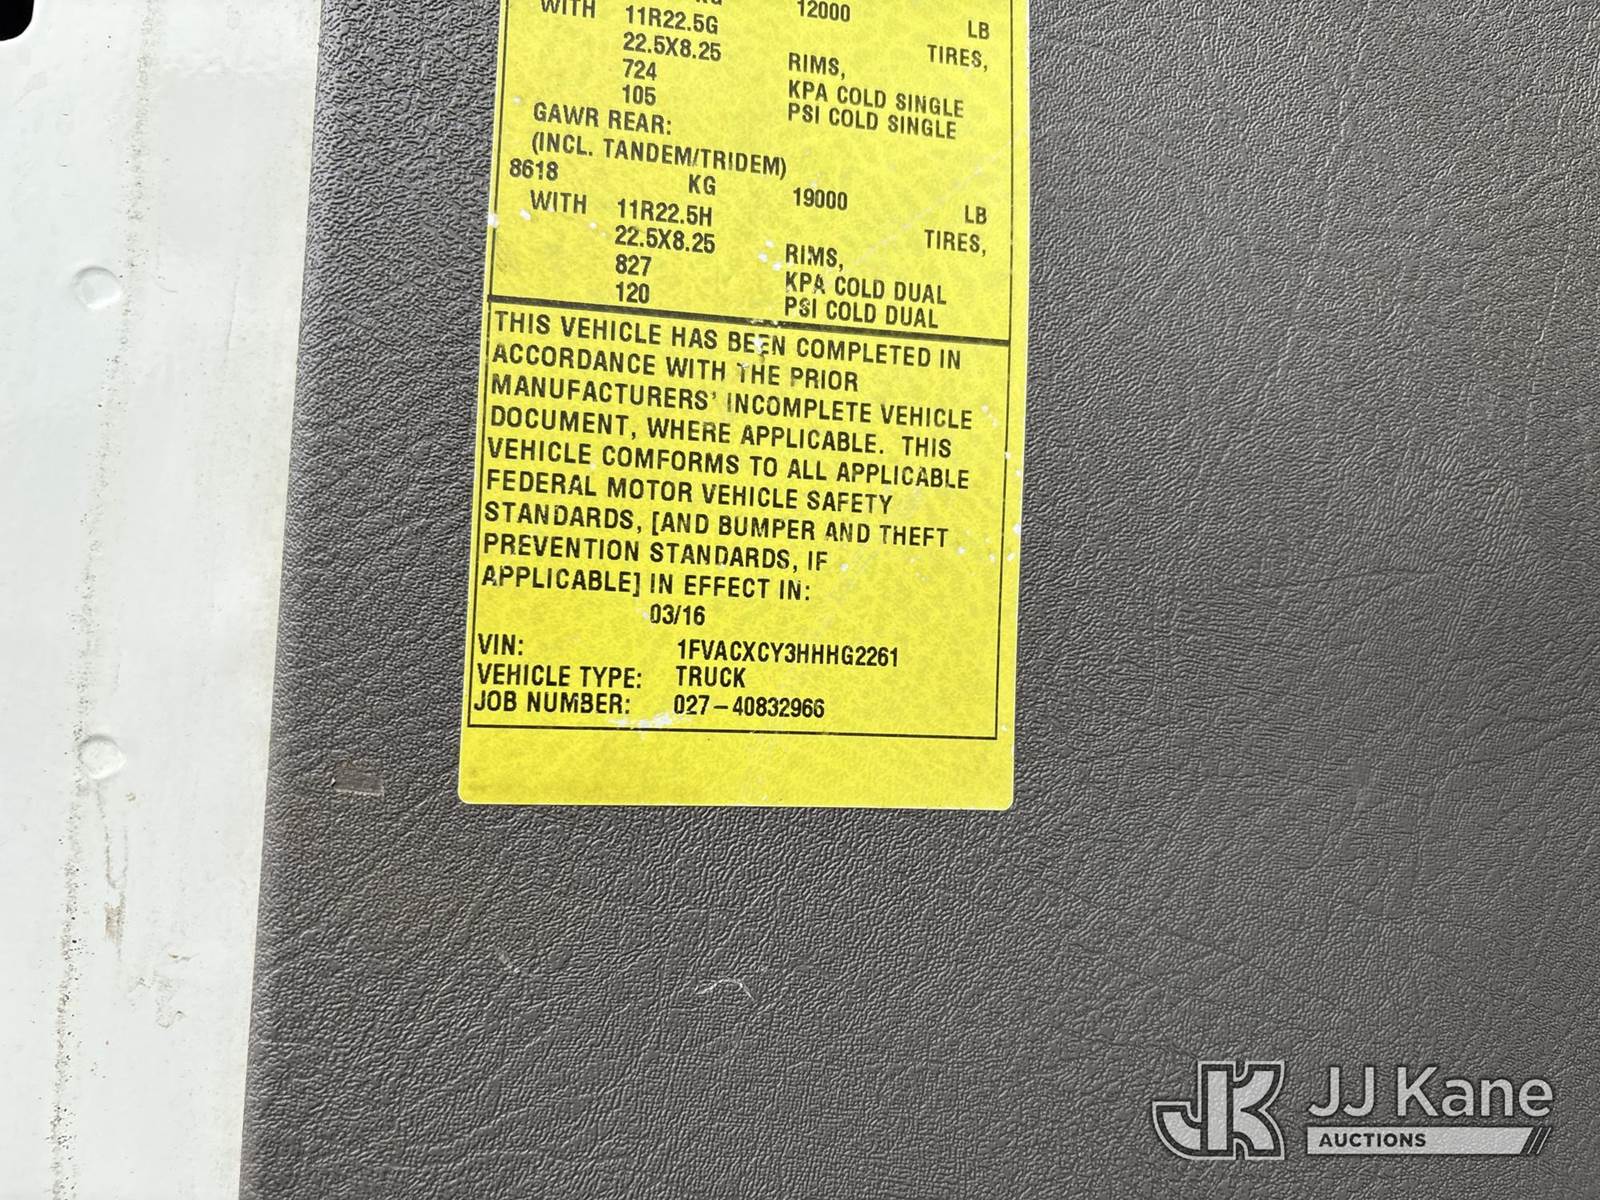 KG 12000 LB
WITH 11R22.5G TIRES,
22.5X8.25 RIMS,
724 KPA COLD SINGLE
105 PSI COLD SINGLE
GAWR REAR:
(INCL. TANDEM/TRIDEM)
8618 KG 19000 LB
WITH 11R22.5H TIRES,
22.5X8.25 RIMS,
827 KPA COLD DUAL
120 PSI COLD DUAL
THIS VEHICLE HAS BEEN COMPLETED IN
ACCORDANCE WITH THE PRIOR
MANUFACTURERS' INCOMPLETE VEHICLE
DOCUMENT, WHERE APPLICABLE. THIS
VEHICLE COMFORMS TO ALL APPLICABLE
FEDERAL MOTOR VEHICLE SAFETY
STANDARDS, [AND BUMPER AND THEFT
PREVENTION STANDARDS, IF
APPLICABLE] IN EFFECT IN:
03/16
VIN: 1FVACXCY3HHHG2261
VEHICLE TYPE: TRUCK
JOB NUMBER: 027-40832966
JK JJ Kane
AUCTIONS